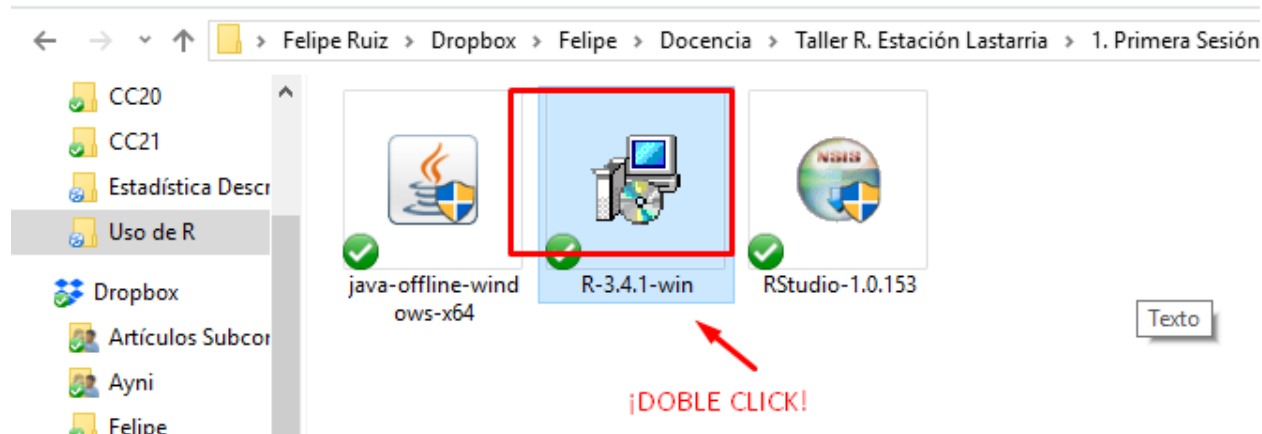 Felipe Ruiz > Dropbox > Felipe > Docencia > Taller R. Estación Lastarria > 1. Primera Sesión
CC20
CC21
Estadística Descr
Uso de R
Dropbox
Artículos Subcor
Ayni
Felipe
NSIS
java-offline-wind
ows-x64
R-3.4.1-win
RStudio-1.0.153
Texto
¡DOBLE CLICK!